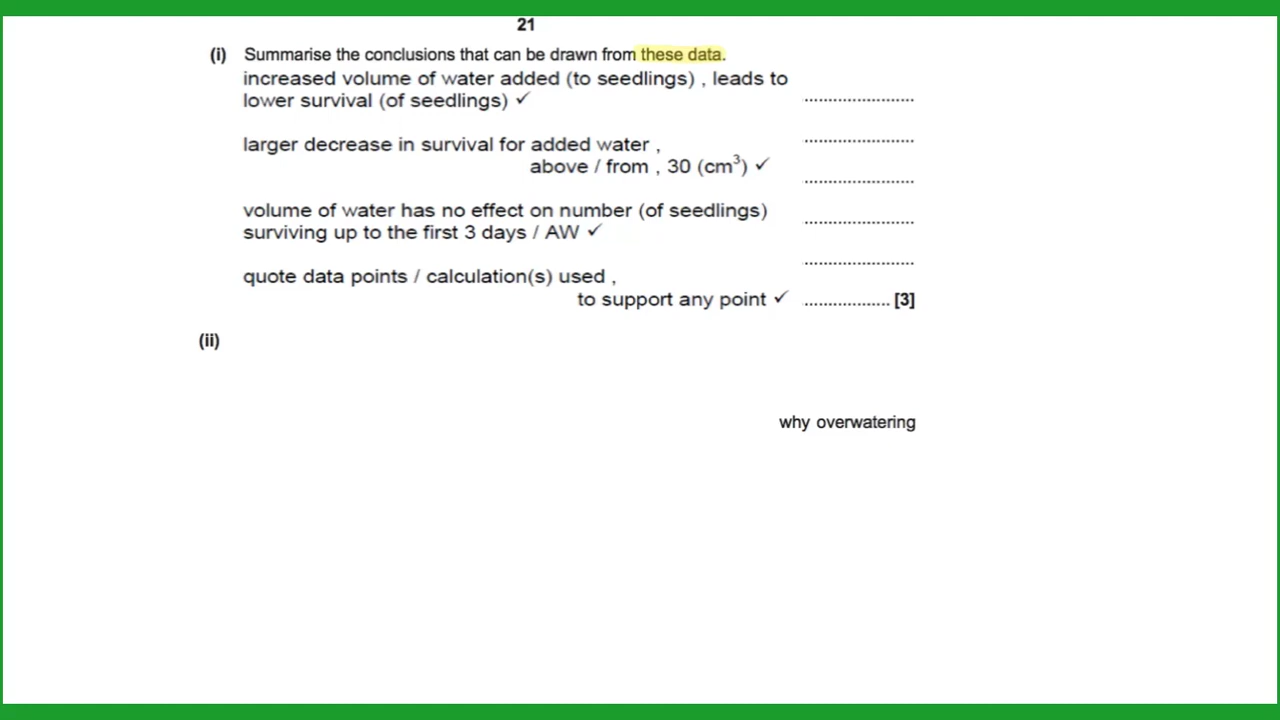 21
(i) Summarise the conclusions that can be drawn from these data.
increased volume of water added (to seedlings) , leads to
lower survival (of seedlings) ✓
larger decrease in survival for added water ,
above / from , 30 (cm³) ✓
volume of water has no effect on number (of seedlings)
surviving up to the first 3 days / AW ✓
quote data points / calculation(s) used ,
to support any point ✓ .................. [3]
(ii)
why overwatering